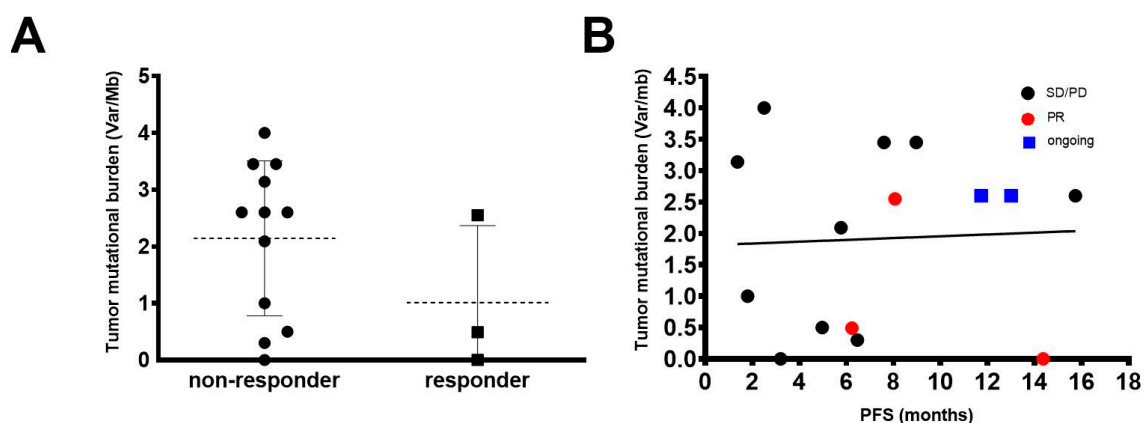 A
Tumor mutational burden (Var/Mb)
5
4
3
2
1
0
non-responder
responder
B
Tumor mutational burden (Var/mb)
4.5
4.0
3.5
3.0
2.5
2.0
1.5
1.0
0.5
0.0
0 2 4 6 8 10 12 14 16 18
PFS (months)
SD/PD
PR
ongoing